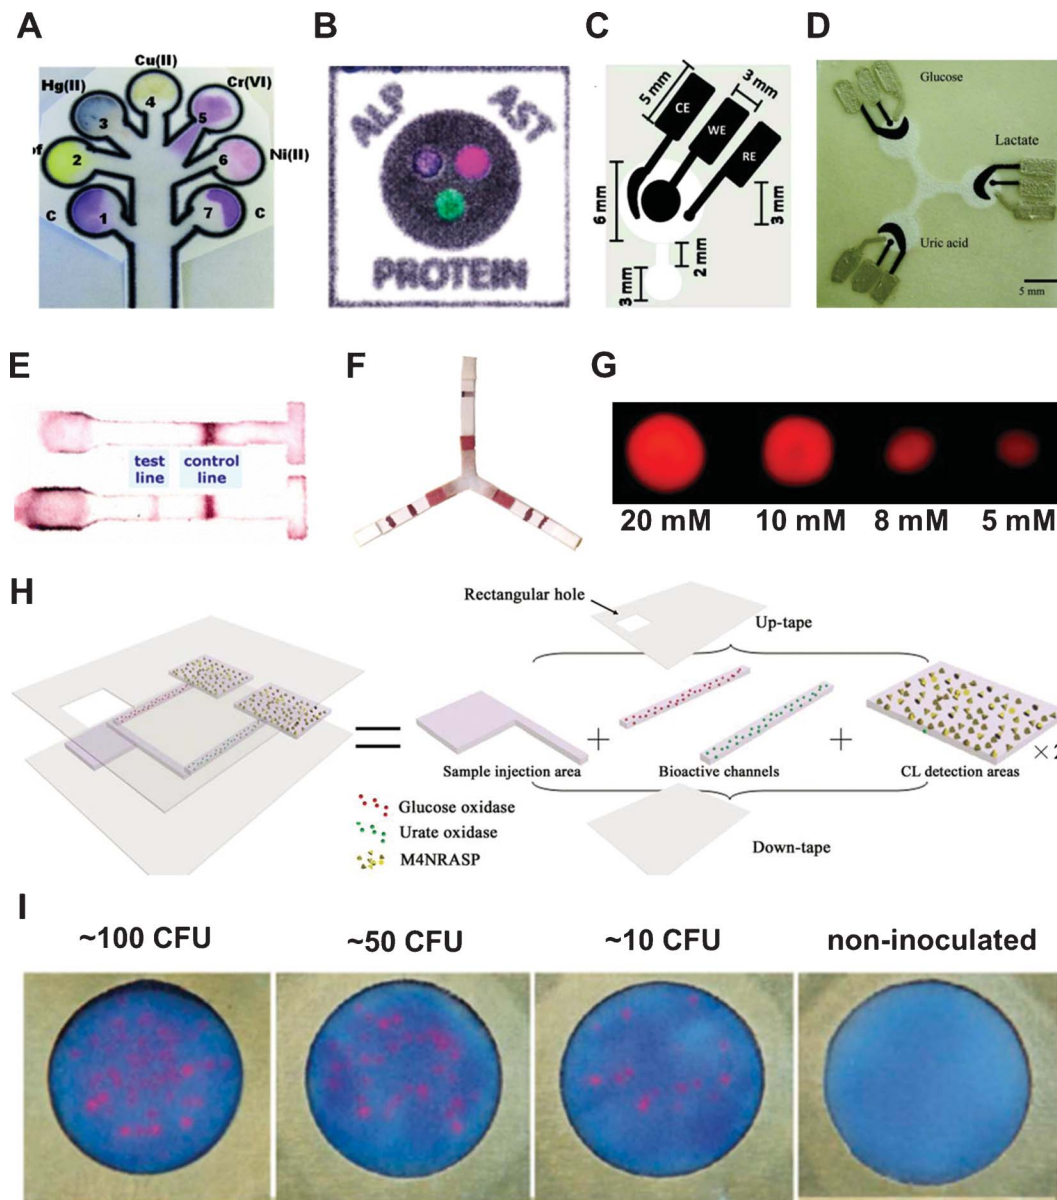 A
Cu(II)
Hg(II)
Cr(VI)
4
3
5
of
2
6
Ni(II)
C
1
7
C
B
ALP
AST
PROTEIN
C
5 mm
3 mm
CE
WE
RE
6 mm
3 mm
2 mm
3 mm
D
Glucose
Lactate
Uric acid
5 mm
E
test
line
control
line
F
G
20 mM
10 mM
8 mM
5 mM
H
Rectangular hole
Up-tape
=
+
+
×2
Sample injection area
Bioactive channels
CL detection areas
Glucose oxidase
Urate oxidase
M4NRASP
Down-tape
I
~100 CFU
~50 CFU
~10 CFU
non-inoculated